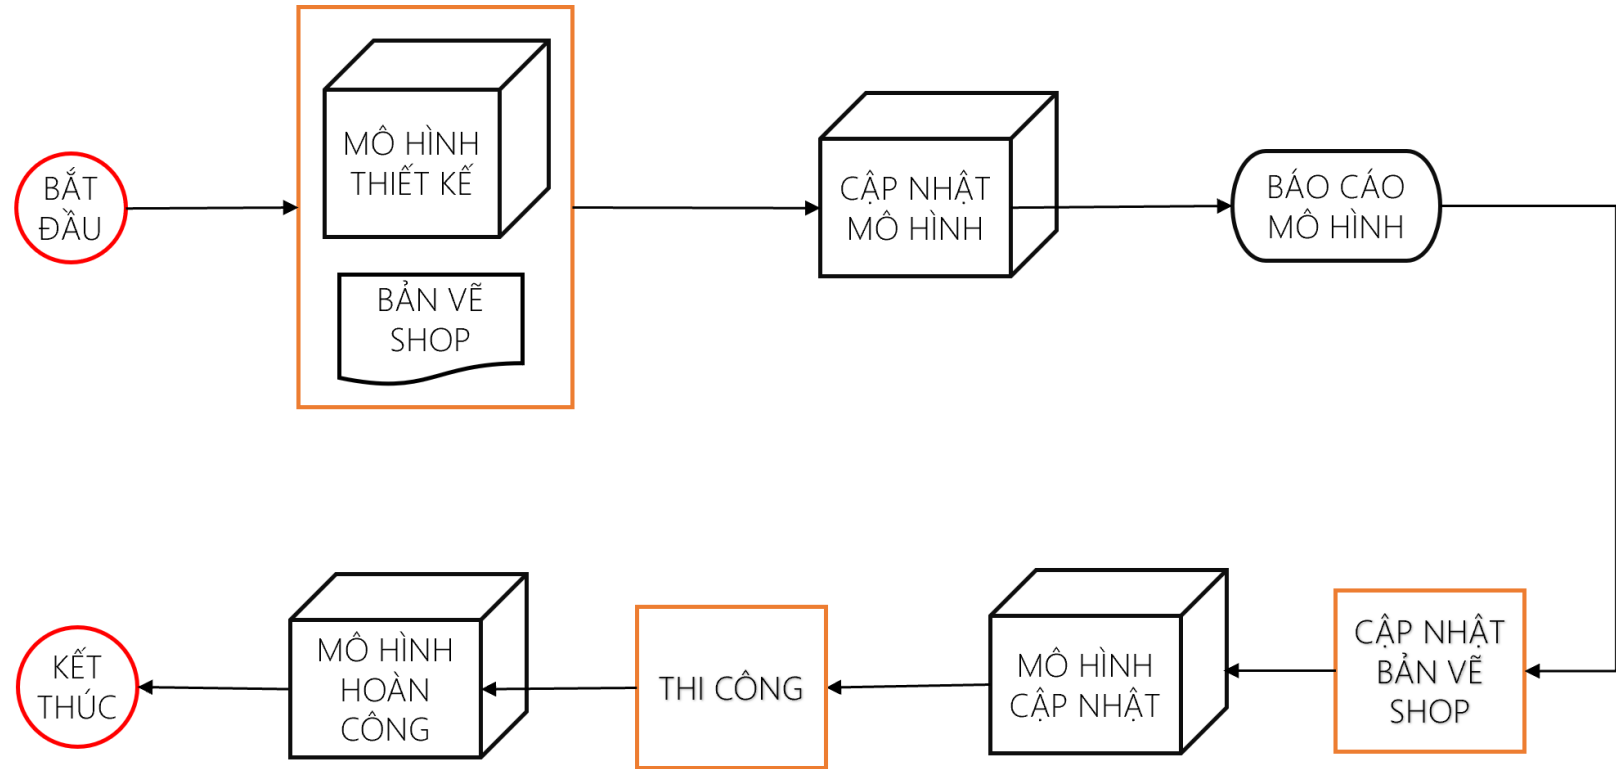 BẮT
ĐẦU
MÔ HÌNH
THIẾT KẾ
BẢN VẼ
SHOP
CẬP NHẬT
MÔ HÌNH
BÁO CÁO
MÔ HÌNH
CẬP NHẬT
BẢN VẼ
SHOP
MÔ HÌNH
CẬP NHẬT
THI CÔNG
MÔ HÌNH
HOÀN
CÔNG
KẾT
THÚC